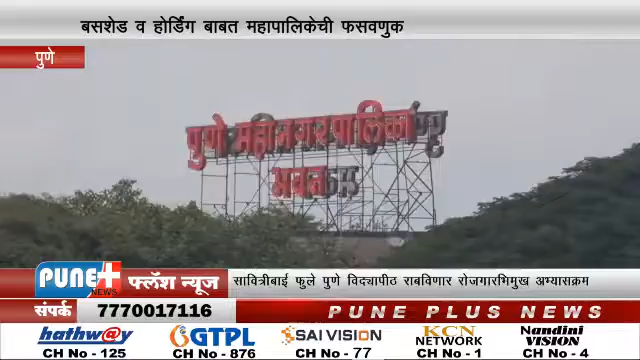 बसशेड व होर्डिंग बाबत महापालिकेची फसवणुक
पुणे
पुणे महानगरपालिका
भवन
PUNE+
NEWS
फ्लॅश न्यूज
सावित्रीबाई फुले पुणे विद्यापीठ राबविणार रोजगारभिमुख अभ्यासक्रम
संपर्क
7770017116
PUNE PLUS NEWS
hathway
CH No - 125
GTPL
CH No - 876
SAI VISION
CH No - 77
KCN
NETWORK
CH No - 1
Nandini
VISION
CH No - 4